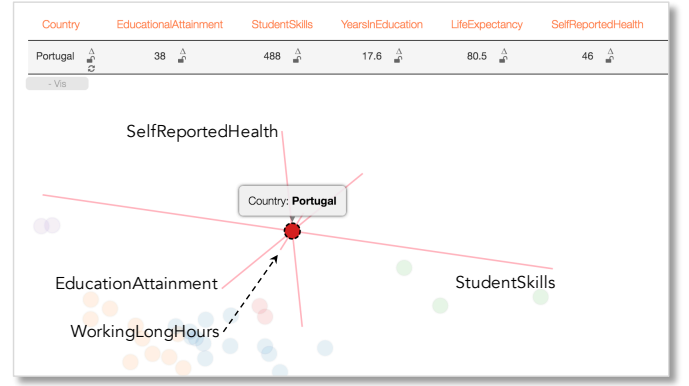 Country EducationalAttainment StudentSkills YearsInEducation LifeExpectancy SelfReportedHealth
Portugal Δ 38 Δ 488 Δ 17.6 Δ 80.5 Δ 46 Δ
- Vis
SelfReportedHealth
Country: Portugal
EducationAttainment
StudentSkills
WorkingLongHours